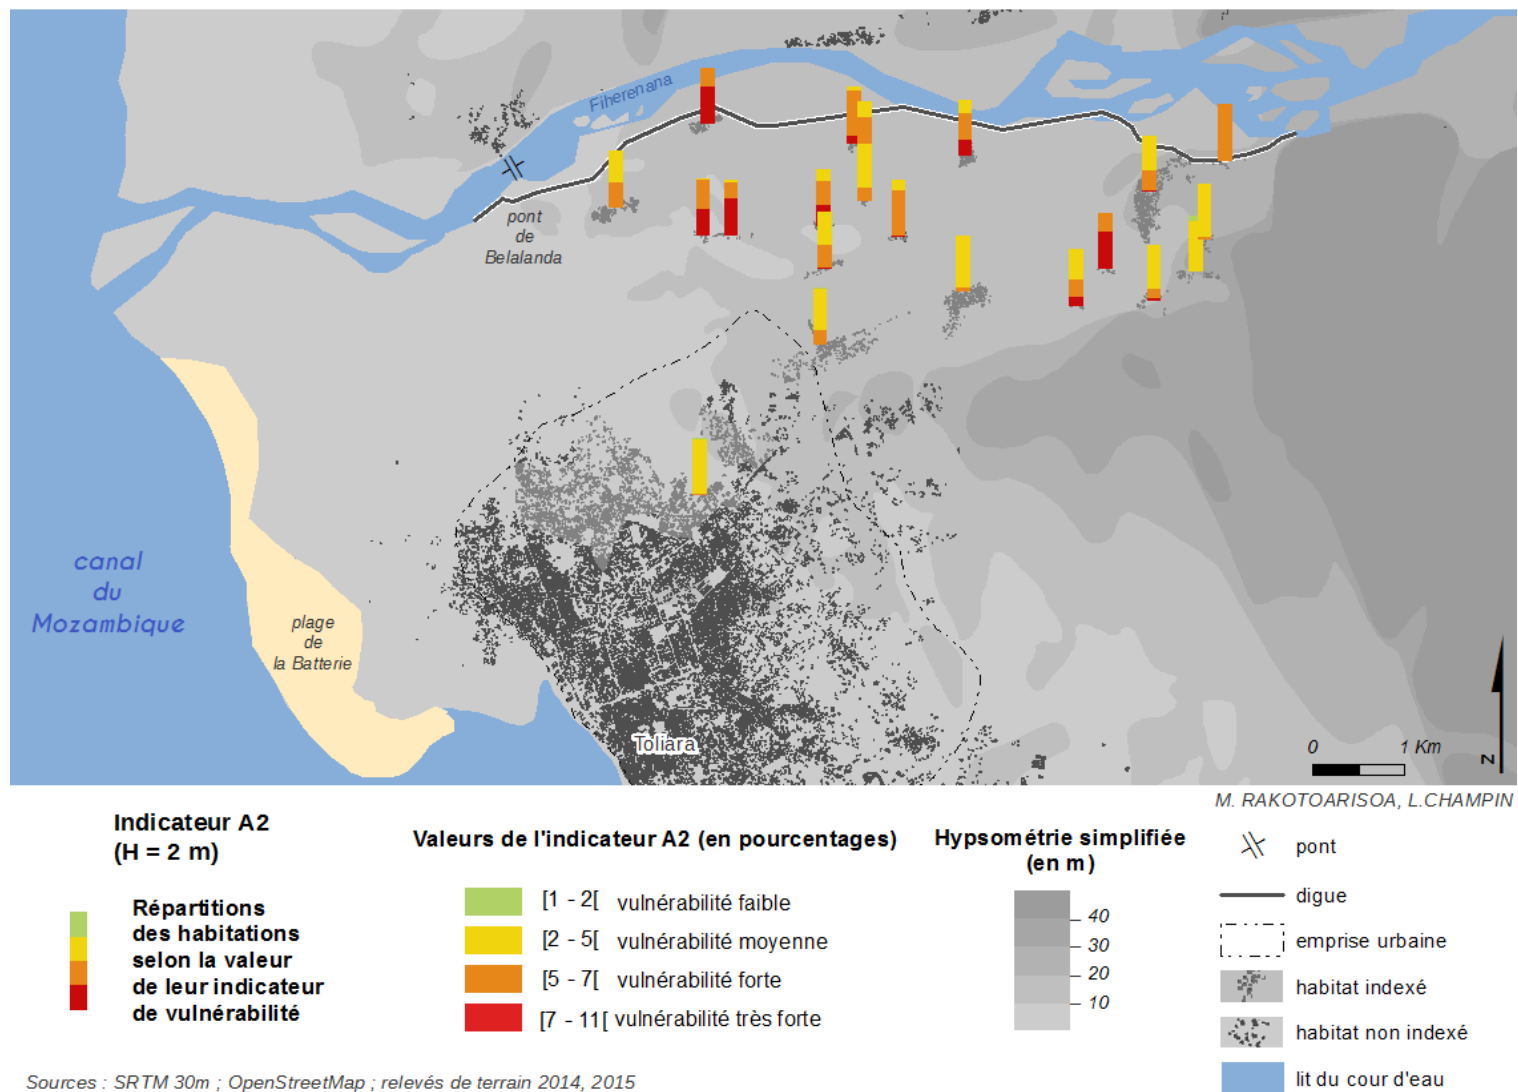 Fiherenana
pont
de
Belalanda
canal
du
Mozambique
plage
de
la Batterie
Toliara
0 1 Km
N
M. RAKOTOARISOA, L.CHAMPIN
Indicateur A2
(H = 2 m)
Répartitions
des habitations
selon la valeur
de leur indicateur
de vulnérabilité
Valeurs de l'indicateur A2 (en pourcentages)
[1 - 2[ vulnérabilité faible
[2 - 5[ vulnérabilité moyenne
[5 - 7[ vulnérabilité forte
[7 - 11[ vulnérabilité très forte
Hypsométrie simplifiée
(en m)
40
30
20
10
pont
digue
emprise urbaine
habitat indexé
habitat non indexé
lit du cour d'eau
Sources : SRTM 30m ; OpenStreetMap ; relevés de terrain 2014, 2015